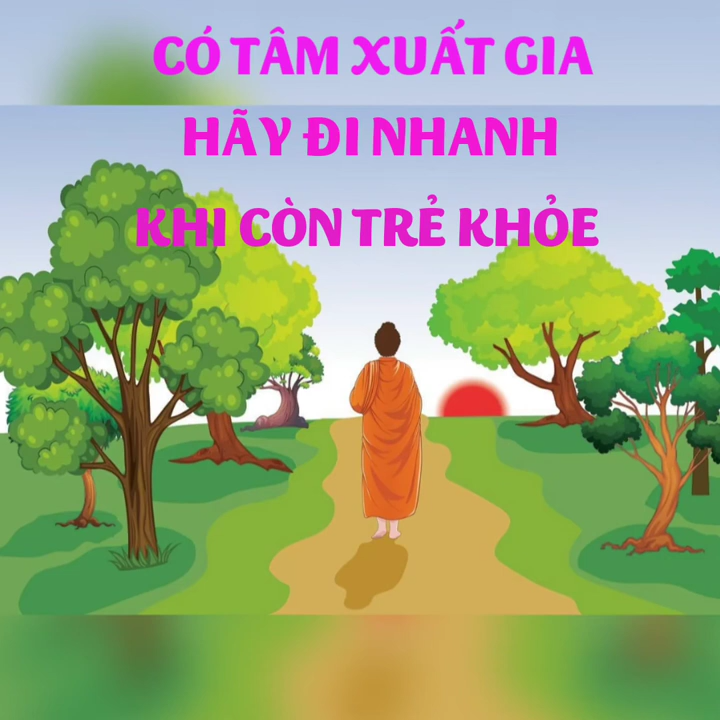 CÓ TÂM XUẤT GIA
HÃY ĐI NHANH
KHI CÒN TRẺ KHỎE